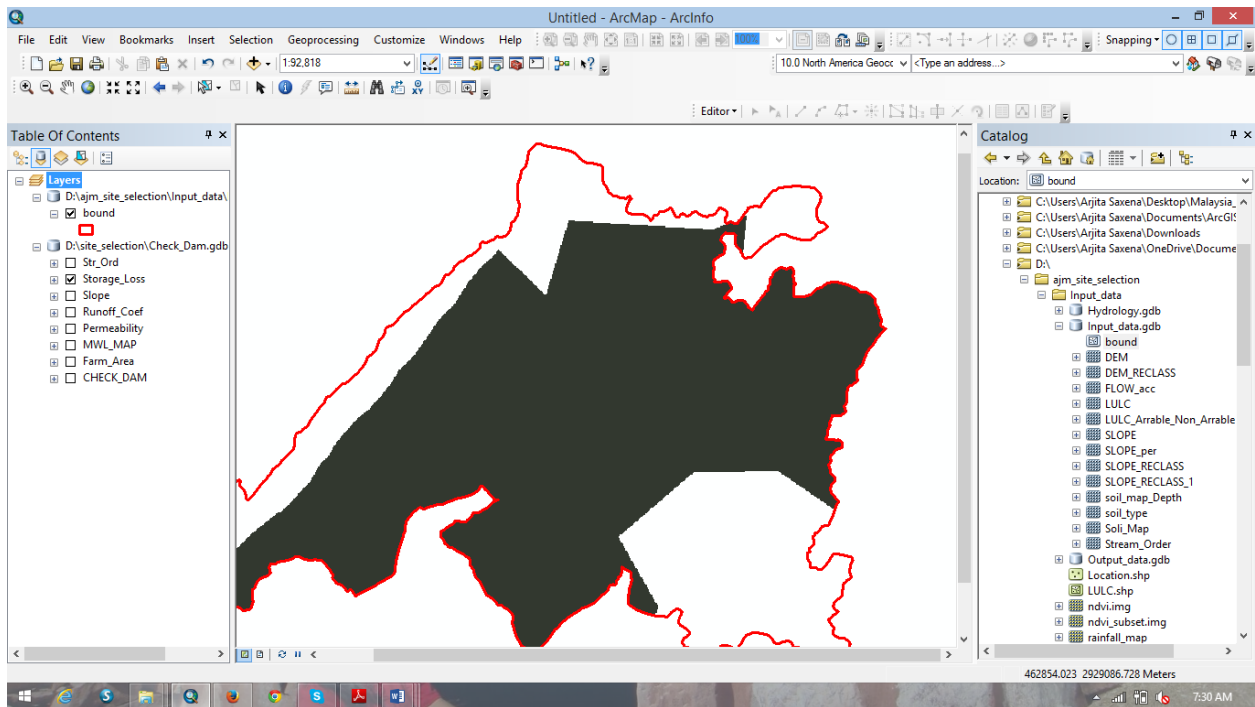 Untitled - ArcMap - ArcInfo
File Edit View Bookmarks Insert Selection Geoprocessing Customize Windows Help 100% Snapping
1:92,818 10.0 North America Geocc <Type an address...>
Editor
Table Of Contents
Layers
D:\ajm_site_selection\Input_data\
bound
D:\site_selection\Check_Dam.gdb
Str_Ord
Storage_Loss
Slope
Runoff_Coef
Permeability
MWL_MAP
Farm_Area
CHECK_DAM
Catalog
Location: bound
C:\Users\Arjita Saxena\Desktop\Malaysia_
C:\Users\Arjita Saxena\Documents\ArcGIS
C:\Users\Arjita Saxena\Downloads
C:\Users\Arjita Saxena\OneDrive\Docume
D:\
ajm_site_selection
Input_data
Hydrology.gdb
Input_data.gdb
bound
DEM
DEM_RECLASS
FLOW_acc
LULC
LULC_Arrable_Non_Arrable
SLOPE
SLOPE_per
SLOPE_RECLASS
SLOPE_RECLASS_1
soil_map_Depth
soil_type
Soli_Map
Stream_Order
Output_data.gdb
Location.shp
LULC.shp
ndvi.img
ndvi_subset.img
rainfall_map
462854.023 2929086.728 Meters
7:30 AM